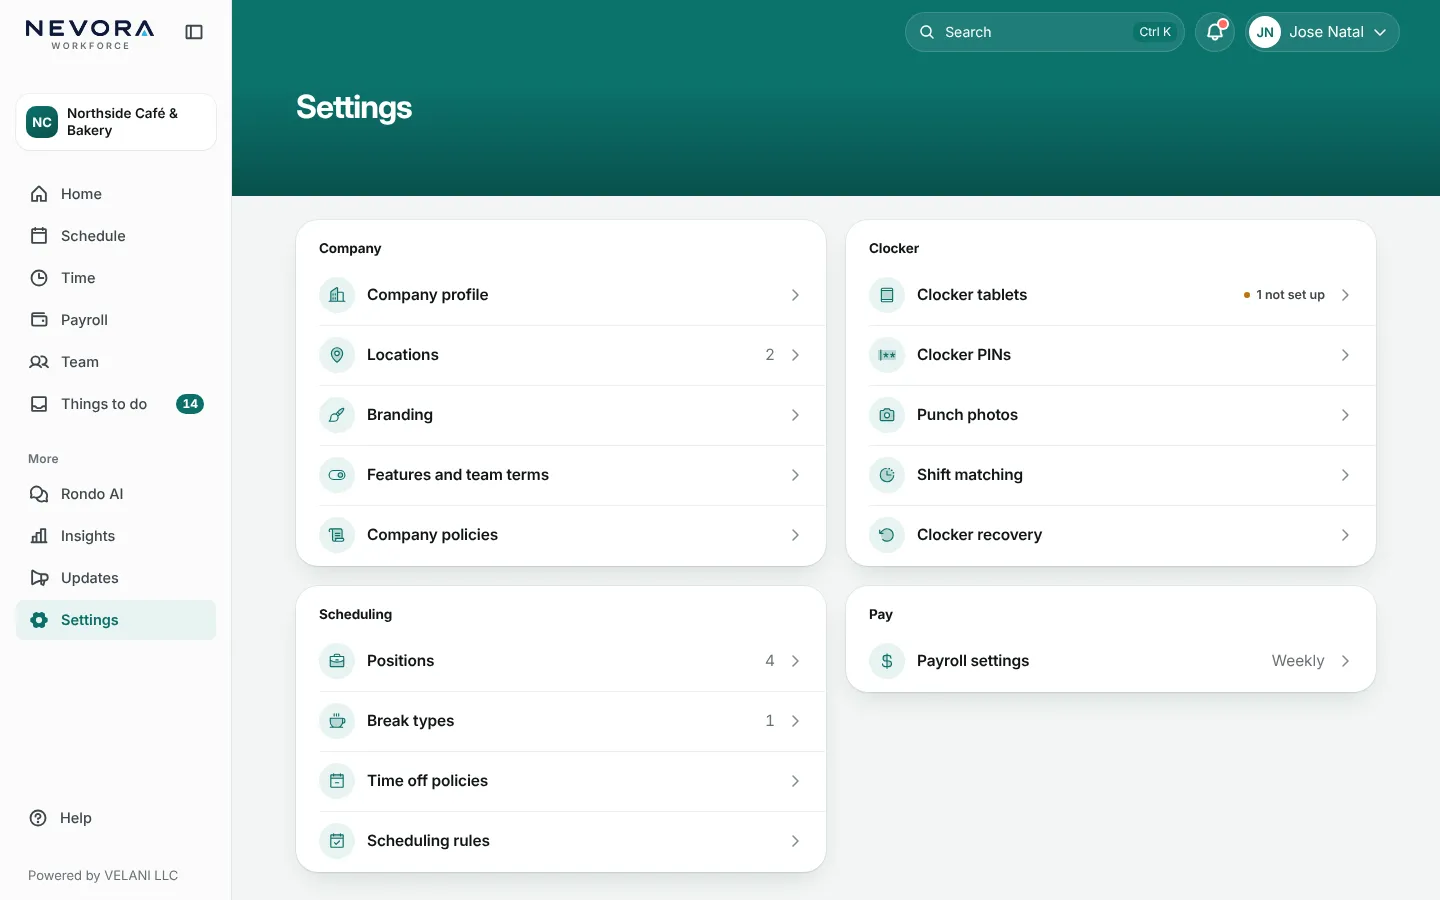 NEVORA
WORKFORCE
Search
Ctrl K
JN
Jose Natal
NC
Northside Café &
Bakery
Settings
Home
Schedule
Time
Payroll
Team
Things to do
14
More
Rondo AI
Insights
Updates
Settings
Help
Powered by VELANI LLC
Company
Company profile
Locations
2
Branding
Features and team terms
Company policies
Clocker
Clocker tablets
1 not set up
Clocker PINs
Punch photos
Shift matching
Clocker recovery
Scheduling
Positions
4
Break types
1
Time off policies
Scheduling rules
Pay
Payroll settings
Weekly